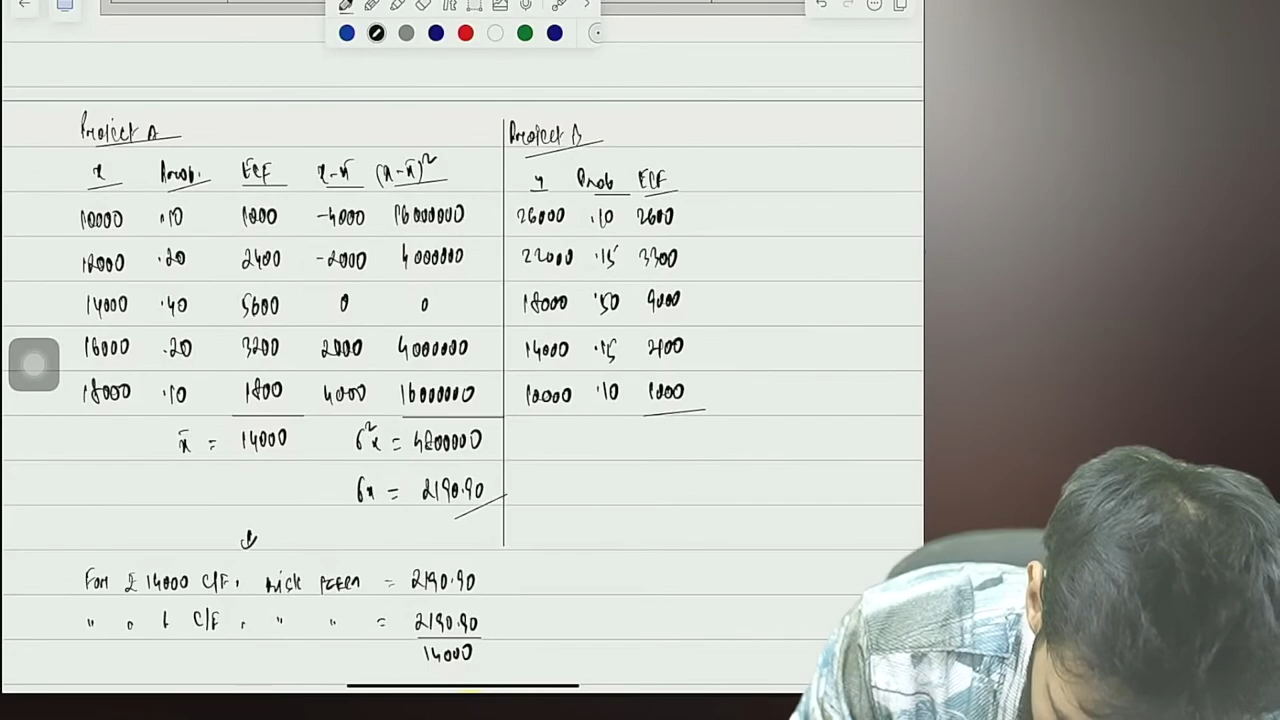 Project A
x Prob. ECF x-x̄ (x-x̄)²
10000 .10 1000 -4000 16000000
12000 .20 2400 -2000 4000000
14000 .40 5600 0 0
16000 .20 3200 2000 4000000
18000 .10 1800 4000 16000000
x̄ = 14000 σ²x = 4800000
σx = 2190.90
For ₤ 14000 C/F, risk taken = 2190.90
" " 1 C/F, " " = 2190.90
14000
Project B
y Prob ECF
26000 .10 2600
22000 .15 3300
18000 .50 9000
14000 .15 2100
10000 .10 1000